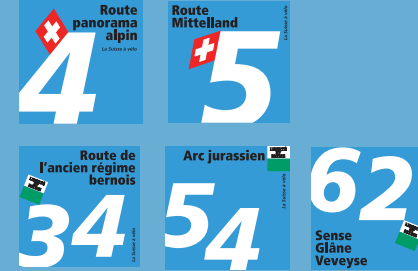 Route
panorama
alpin
La Suisse à vélo
4
Route
Mittelland
La Suisse à vélo
5
Route de
l'ancien régime
bernois
La Suisse à vélo
34
Arc jurassien
La Suisse à vélo
54
62
Sense
Glâne
Veveyse